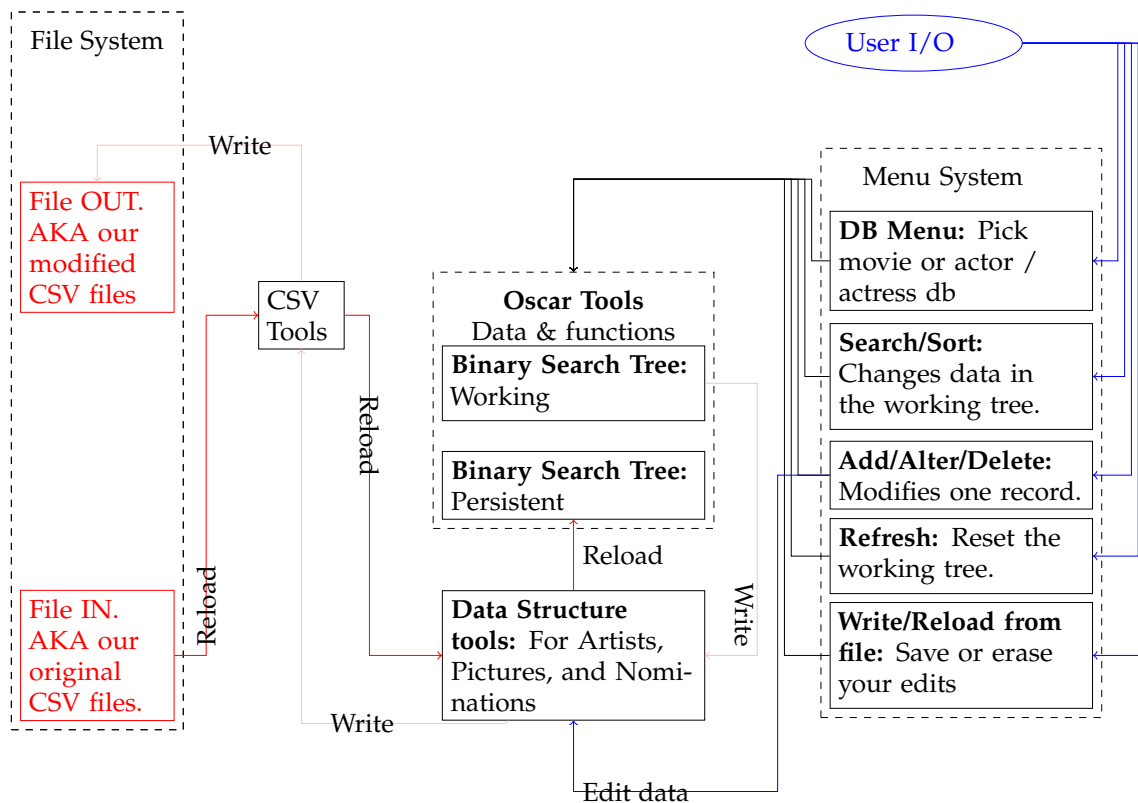 File System
User I/O
Write
File OUT.
AKA our
modified
CSV files
Menu System
DB Menu: Pick
movie or actor /
actress db
CSV
Tools
Oscar Tools
Data & functions
Binary Search Tree:
Working
Search/Sort:
Changes data in
the working tree.
Reload
Binary Search Tree:
Persistent
Add/Alter/Delete:
Modifies one record.
Reload
Refresh: Reset the
working tree.
Reload
Write
File IN.
AKA our
original
CSV files.
Data Structure
tools: For Artists,
Pictures, and Nomi-
nations
Write/Reload from
file: Save or erase
your edits
Write
Edit data